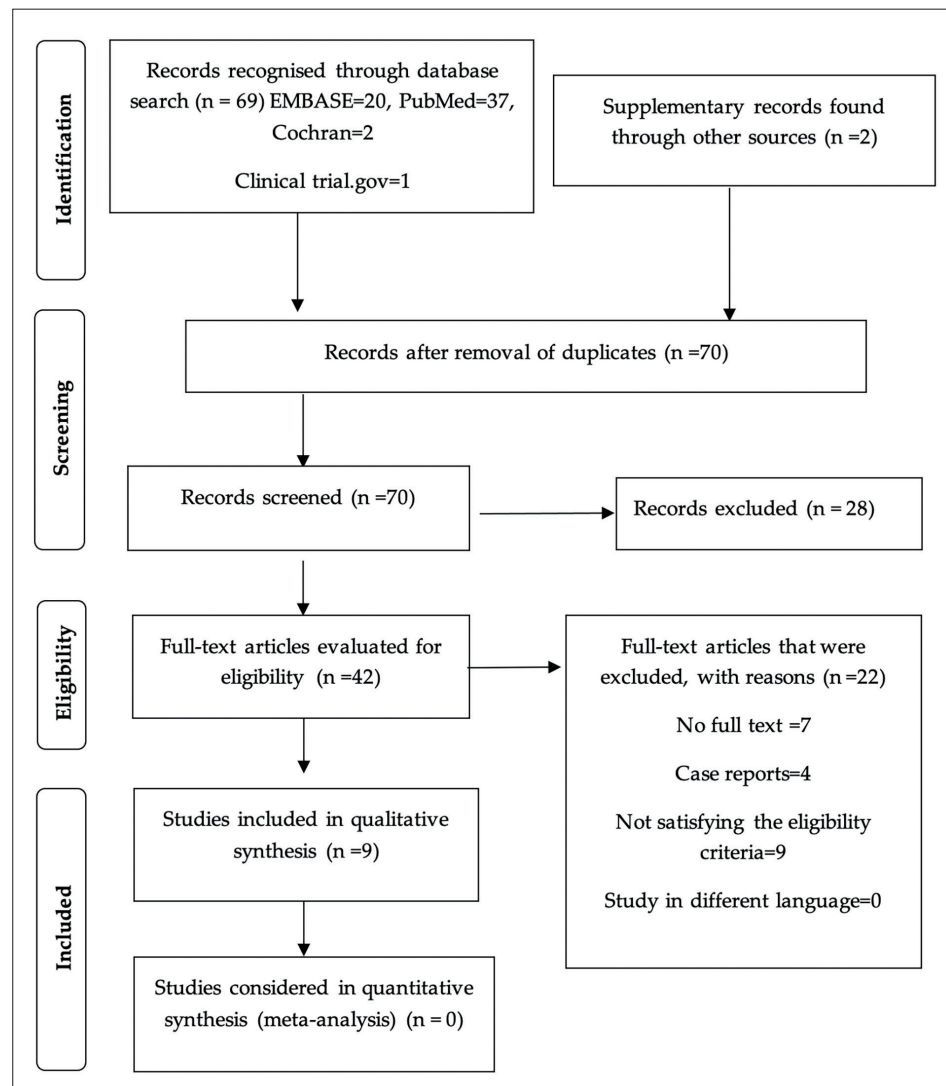 Identification
Records recognised through database
search (n = 69) EMBASE=20, PubMed=37,
Cochran=2
Clinical trial.gov=1
Supplementary records found
through other sources (n =2)
Screening
Records after removal of duplicates (n =70)
Records screened (n =70)
Records excluded (n = 28)
Eligibility
Full-text articles evaluated for
eligibility (n =42)
Full-text articles that were
excluded, with reasons (n =22)
No full text =7
Case reports=4
Not satisfying the eligibility
criteria=9
Study in different language=0
Included
Studies included in qualitative
synthesis (n =9)
Studies considered in quantitative
synthesis (meta-analysis) (n = 0)